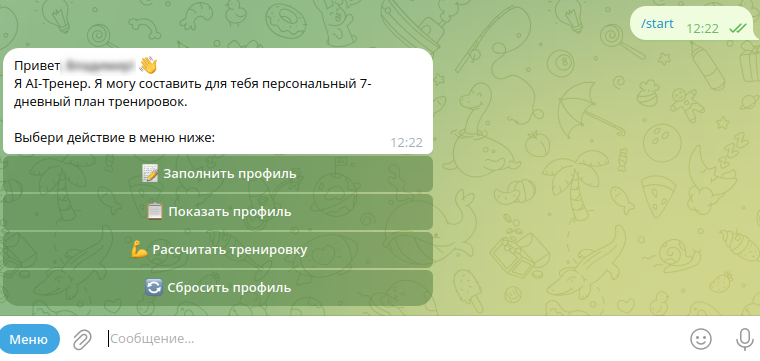 /start 12:22
Привет
Я AI-Тренер. Я могу составить для тебя персональный 7-
дневный план тренировок.
Выбери действие в меню ниже:
12:22
Заполнить профиль
Показать профиль
Рассчитать тренировку
Сбросить профиль
Меню Сообщение...